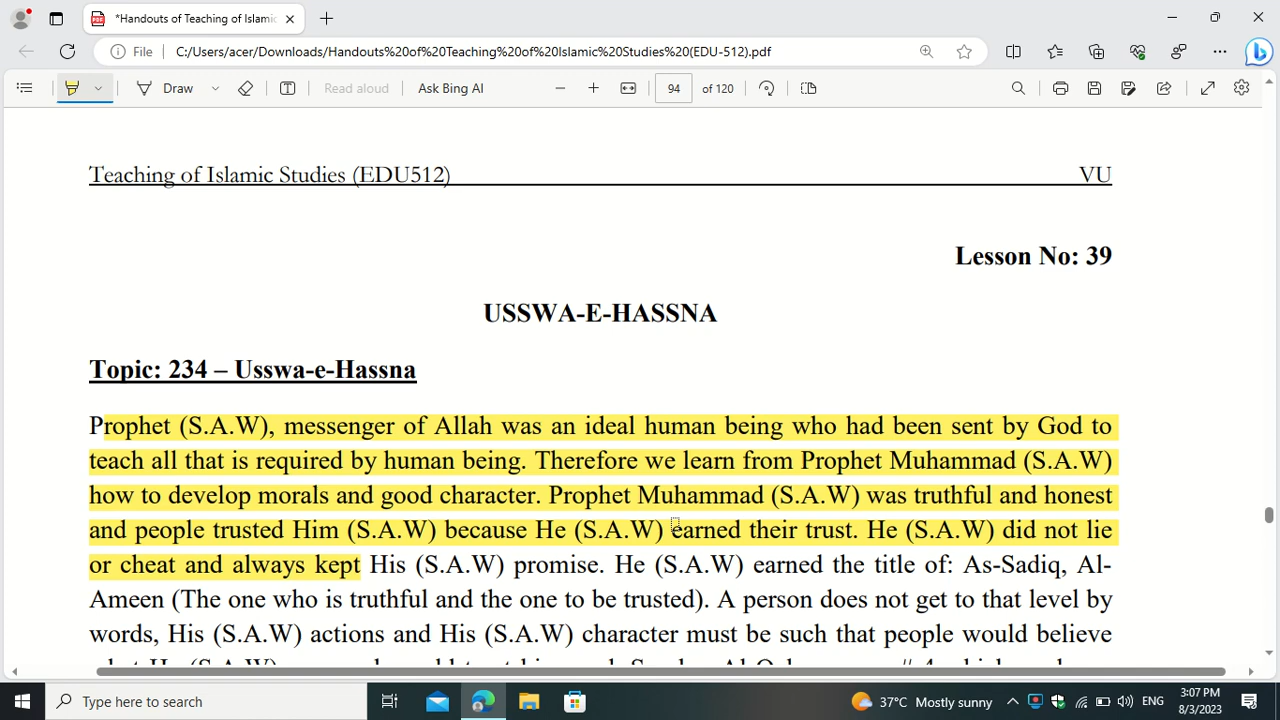 *Handouts of Teaching of Islamic
File
C:/Users/acer/Downloads/Handouts%20of%20Teaching%20of%20Islamic%20Studies%20(EDU-512).pdf
Draw
Read aloud
Ask Bing AI
94
of 120
Teaching of Islamic Studies (EDU512) VU
Lesson No: 39
USSWA-E-HASSNA
Topic: 234 – Usswa-e-Hassna
Prophet (S.A.W), messenger of Allah was an ideal human being who had been sent by God to
teach all that is required by human being. Therefore we learn from Prophet Muhammad (S.A.W)
how to develop morals and good character. Prophet Muhammad (S.A.W) was truthful and honest
and people trusted Him (S.A.W) because He (S.A.W) earned their trust. He (S.A.W) did not lie
or cheat and always kept His (S.A.W) promise. He (S.A.W) earned the title of: As-Sadiq, Al-
Ameen (The one who is truthful and the one to be trusted). A person does not get to that level by
words, His (S.A.W) actions and His (S.A.W) character must be such that people would believe
Type here to search
37°C Mostly sunny
ENG
3:07 PM
8/3/2023